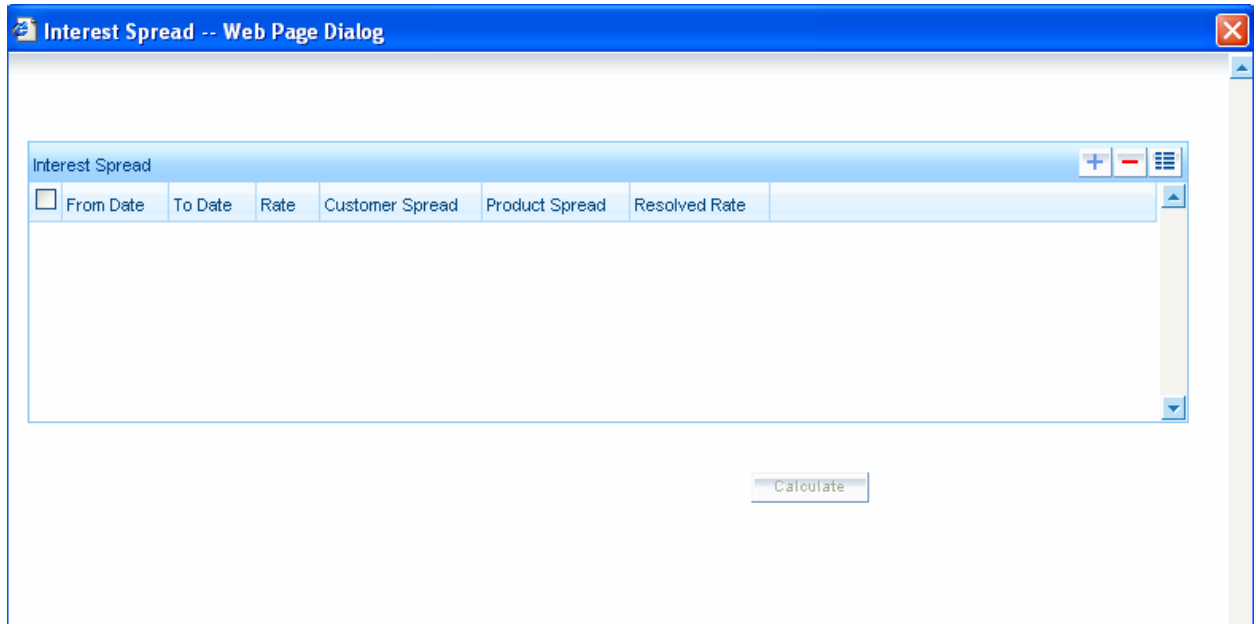 Interest Spread -- Web Page Dialog
Interest Spread
From Date To Date Rate Customer Spread Product Spread Resolved Rate
Calculate